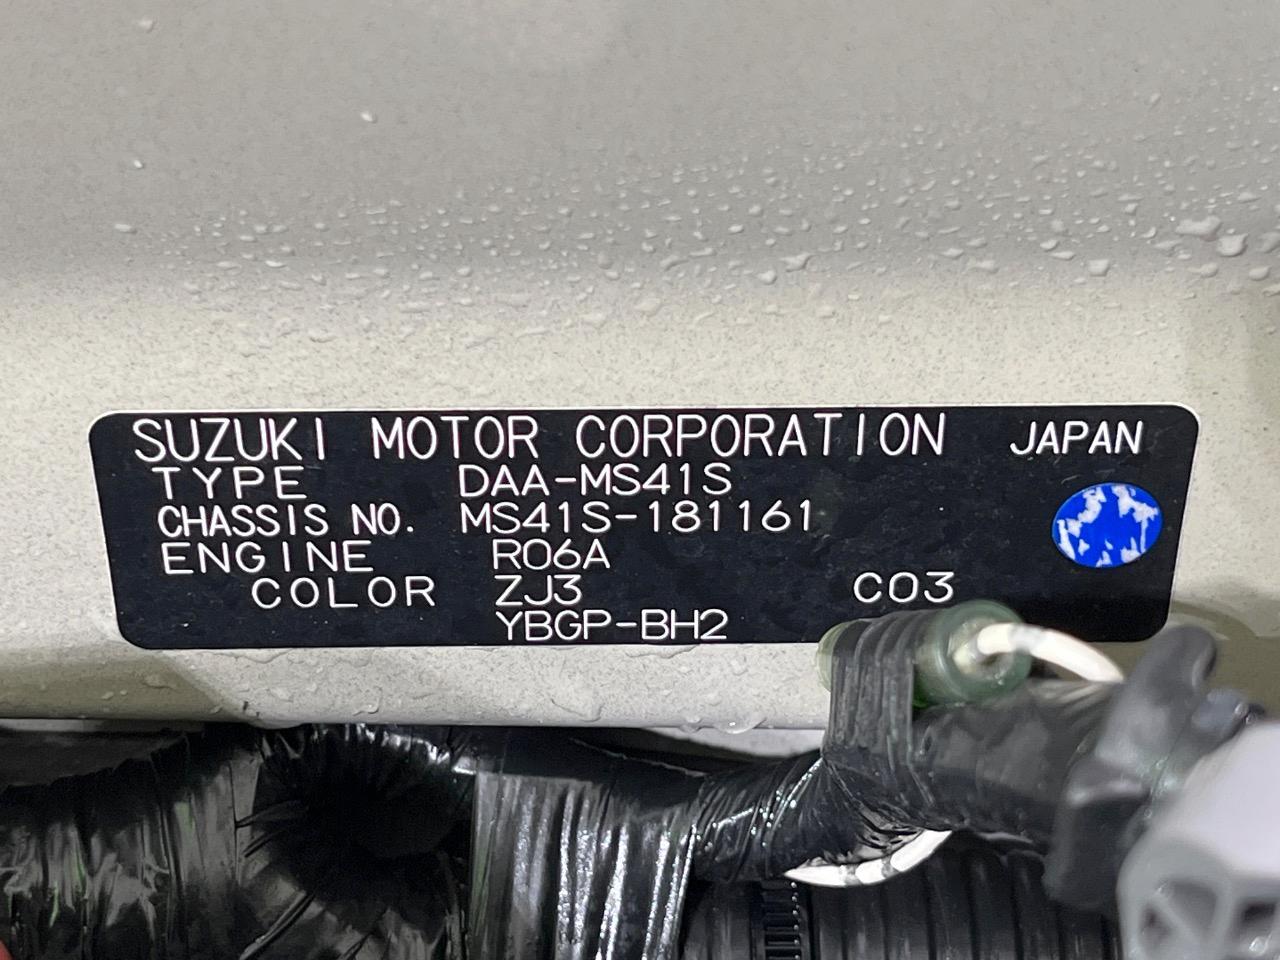 SUZUKI MOTOR CORPORATION JAPAN
TYPE DAA-MS41S
CHASSIS NO. MS41S-181161
ENGINE R06A
COLOR ZJ3 C03
YBGP-BH2